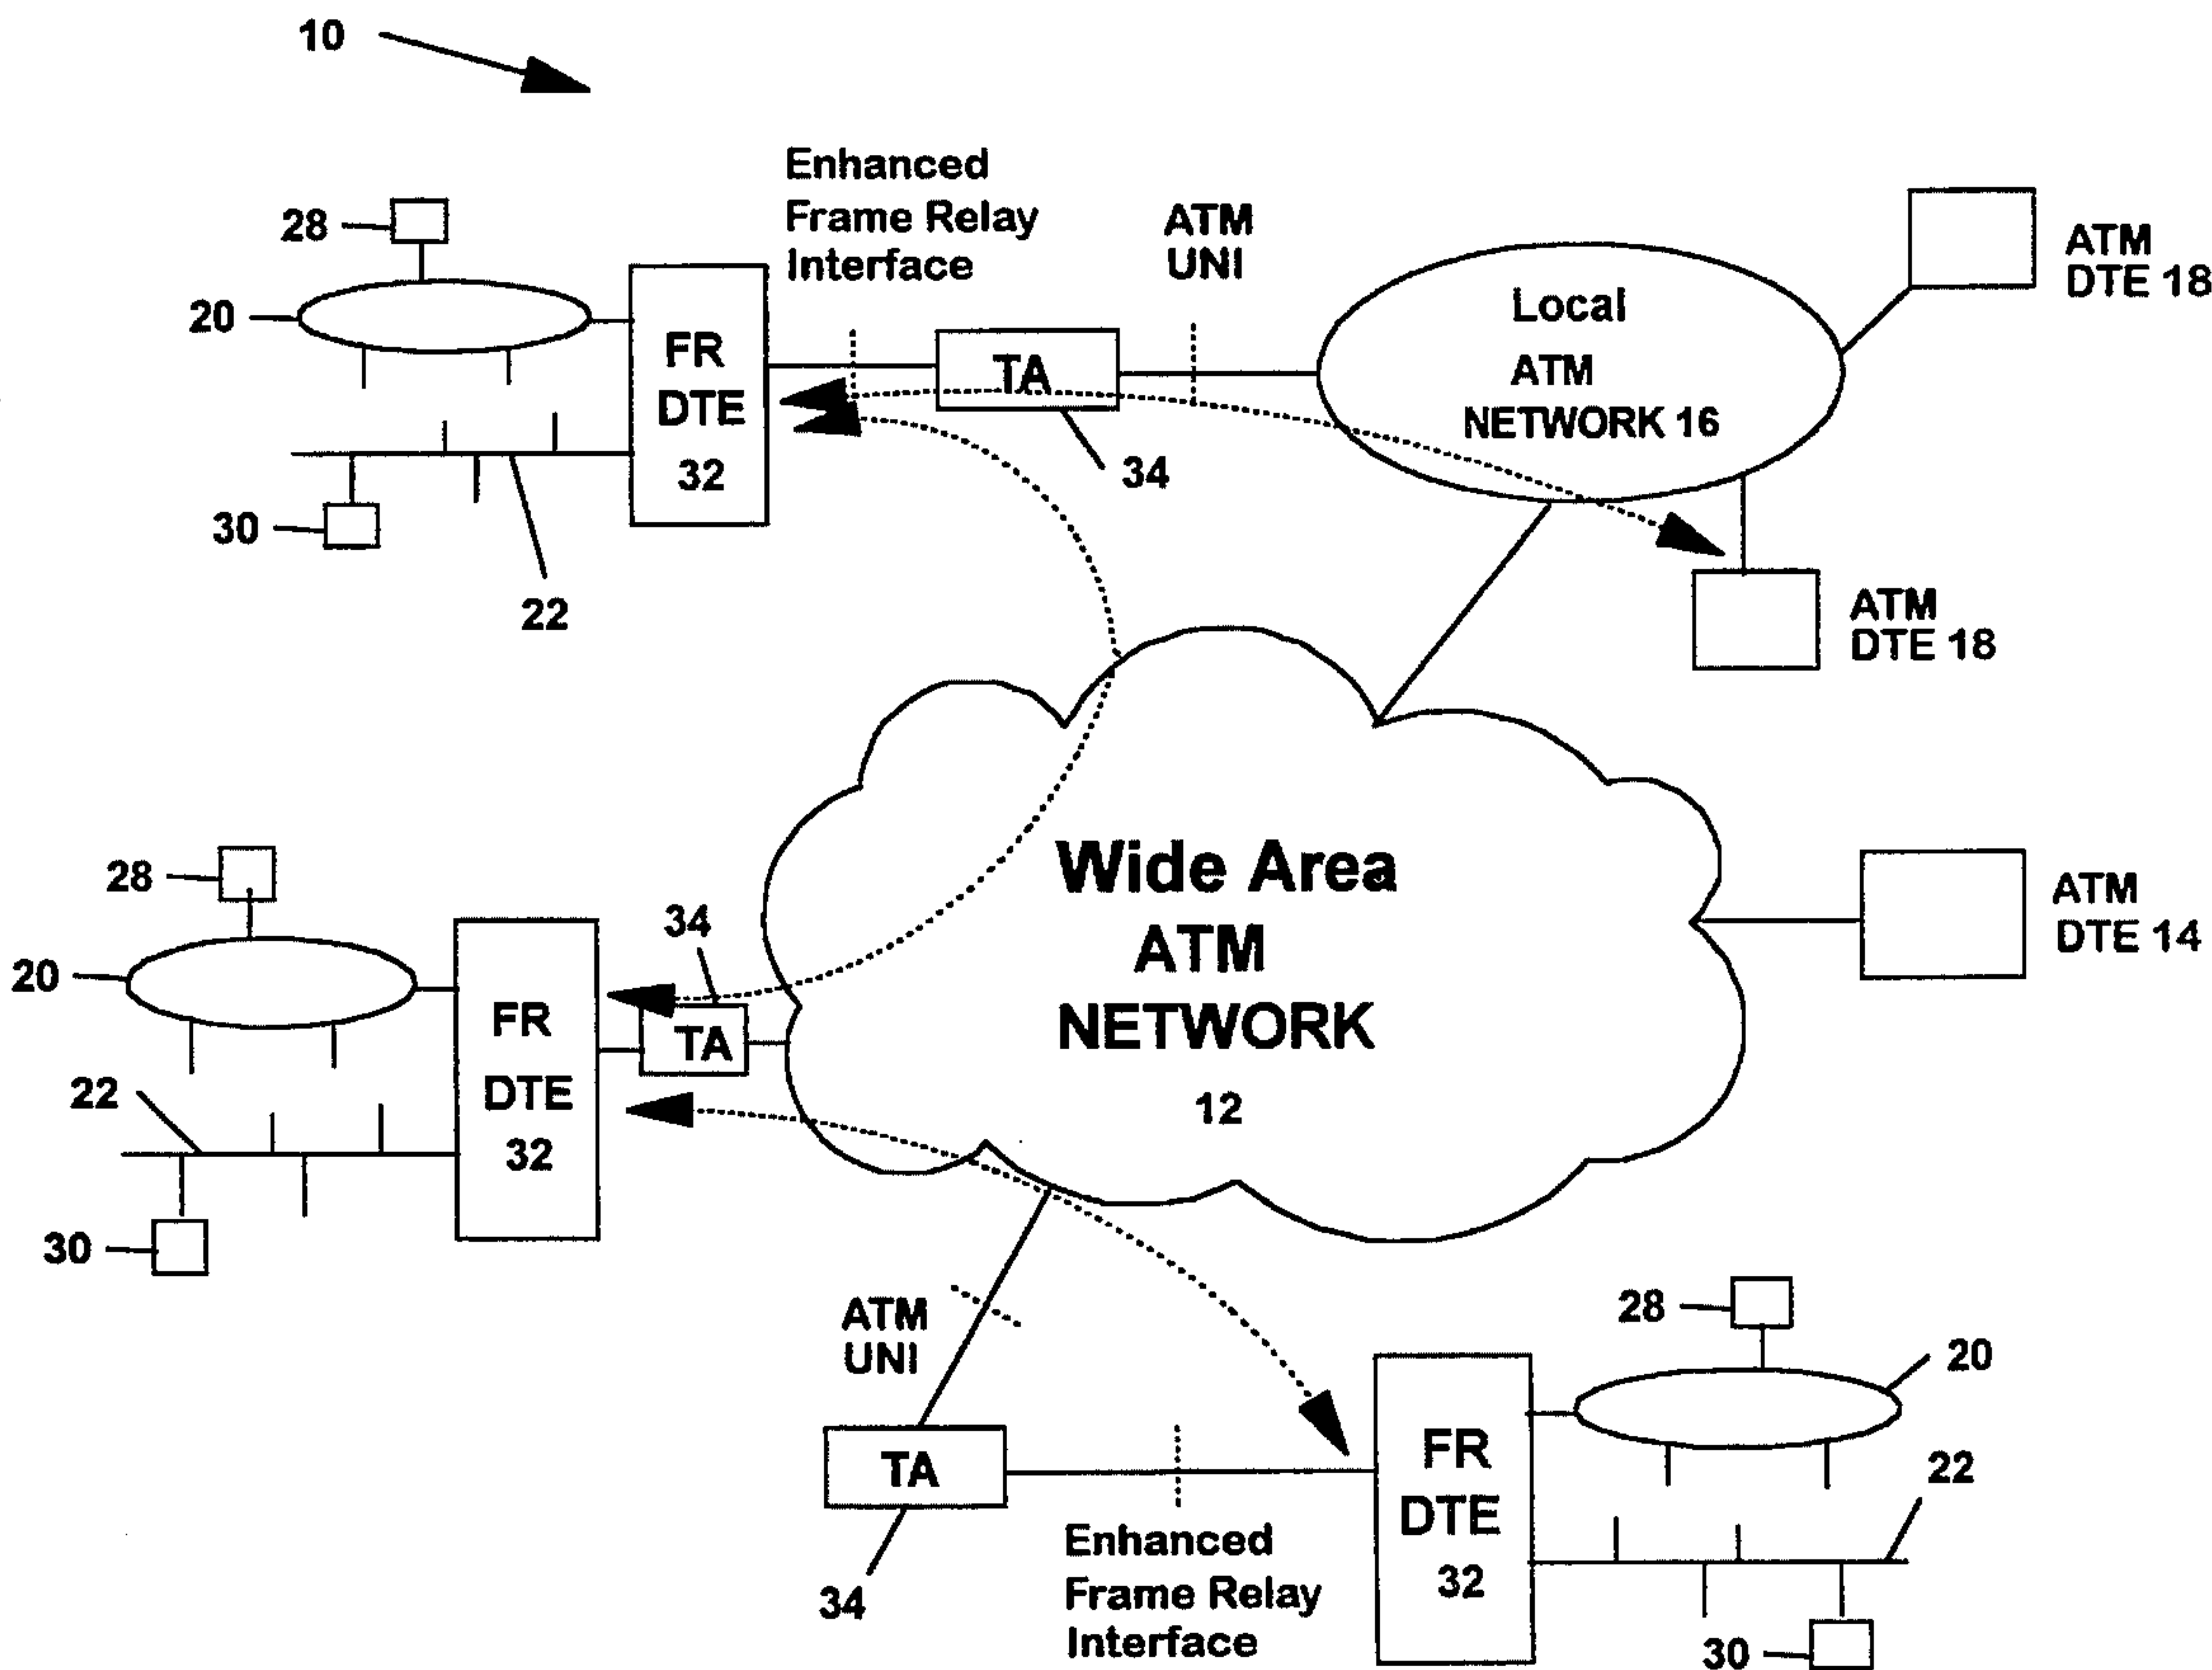 10
Enhanced
Frame Relay
Interface
ATM
UNI
28
20
FR
DTE
32
TA
34
Local
ATM
NETWORK 16
ATM
DTE 18
30
22
ATM
DTE 18
28
20
34
FR
DTE
32
TA
Wide Area
ATM
NETWORK
12
ATM
DTE 14
22
30
ATM
UNI
28
20
TA
34
Enhanced
Frame Relay
Interface
FR
DTE
32
22
30